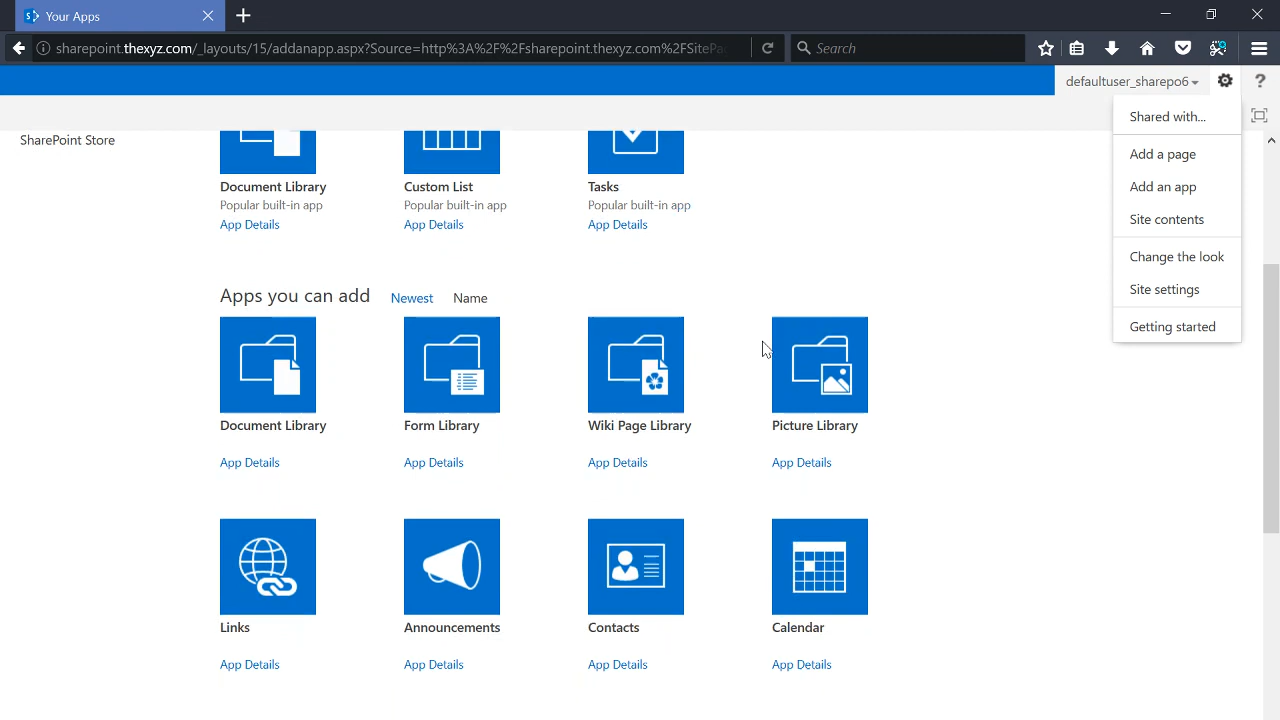 Your Apps
sharepoint.thexyz.com/_layouts/15/addanapp.aspx?Source=http%3A%2F%2Fsharepoint.thexyz.com%2FSitePa
Search
defaultuser_sharepo6
Shared with...
Add a page
Add an app
Site contents
Change the look
Site settings
Getting started
SharePoint Store
Document Library
Custom List
Tasks
Popular built-in app
Popular built-in app
Popular built-in app
App Details
App Details
App Details
Apps you can add
Newest
Name
Document Library
Form Library
Wiki Page Library
Picture Library
App Details
App Details
App Details
App Details
Links
Announcements
Contacts
Calendar
App Details
App Details
App Details
App Details